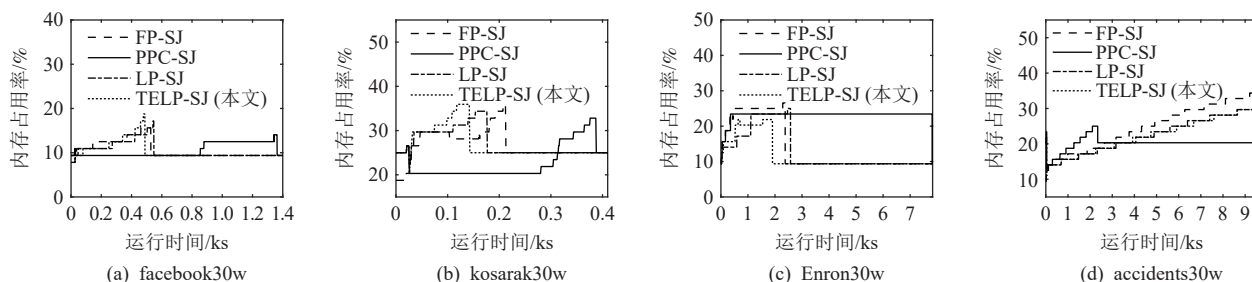 40
30
20
10
0
内存占用率/%
FP-SJ
PPC-SJ
LP-SJ
TELP-SJ (本文)
0 0.2 0.4 0.6 0.8 1.0 1.2 1.4
运行时间/ks
(a) facebook30w
50
40
30
20
内存占用率/%
FP-SJ
PPC-SJ
LP-SJ
TELP-SJ (本文)
0 0.1 0.2 0.3 0.4
运行时间/ks
(b) kosarak30w
50
40
30
20
10
0
内存占用率/%
FP-SJ
PPC-SJ
LP-SJ
TELP-SJ (本文)
0 1 2 3 4 5 6 7
运行时间/ks
(c) Enron30w
50
40
30
20
10
内存占用率/%
FP-SJ
PPC-SJ
LP-SJ
TELP-SJ (本文)
0 1 2 3 4 5 6 7 8 9
运行时间/ks
(d) accidents30w